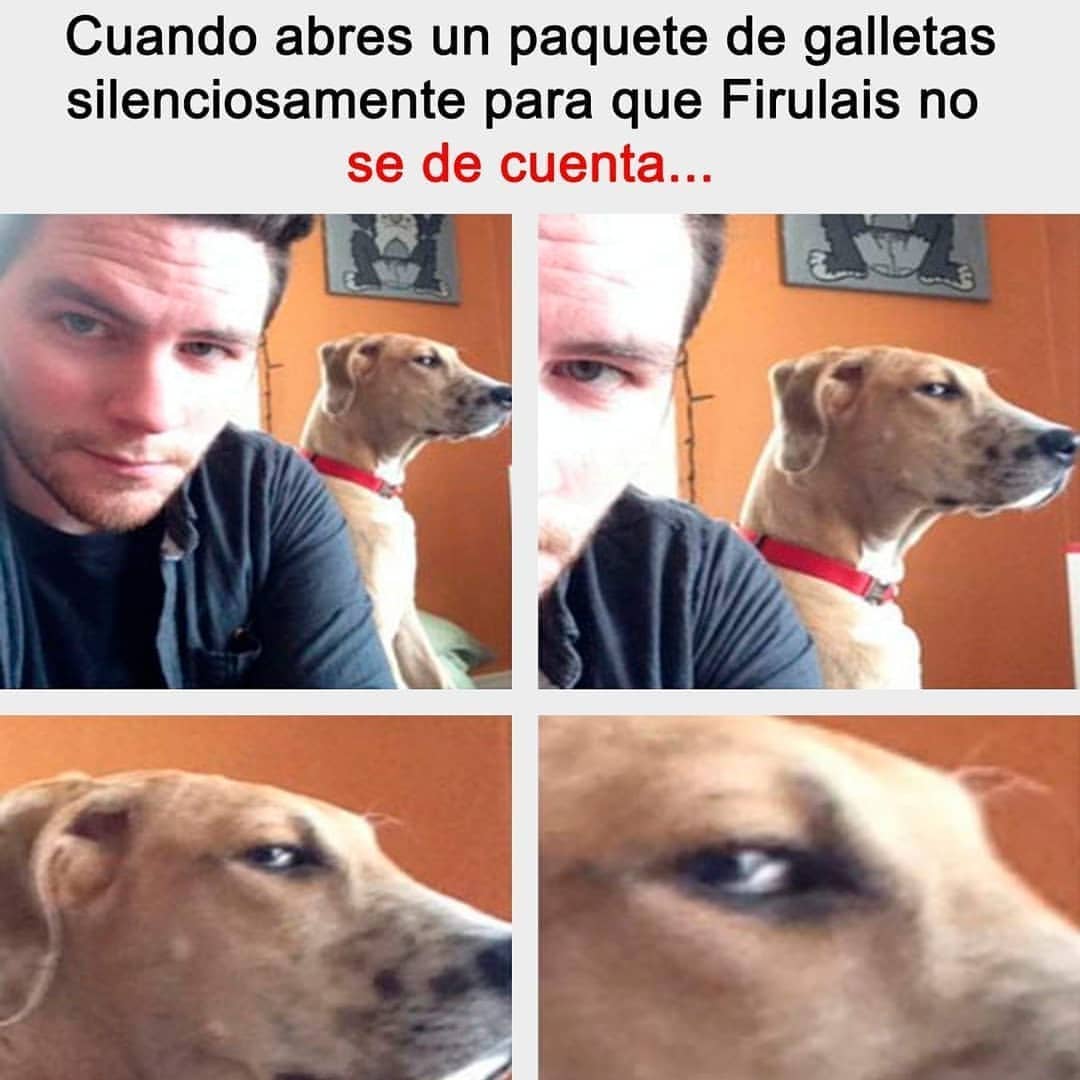 Cuando abres un paquete de galletas
silenciosamente para que Firulais no
se de cuenta...